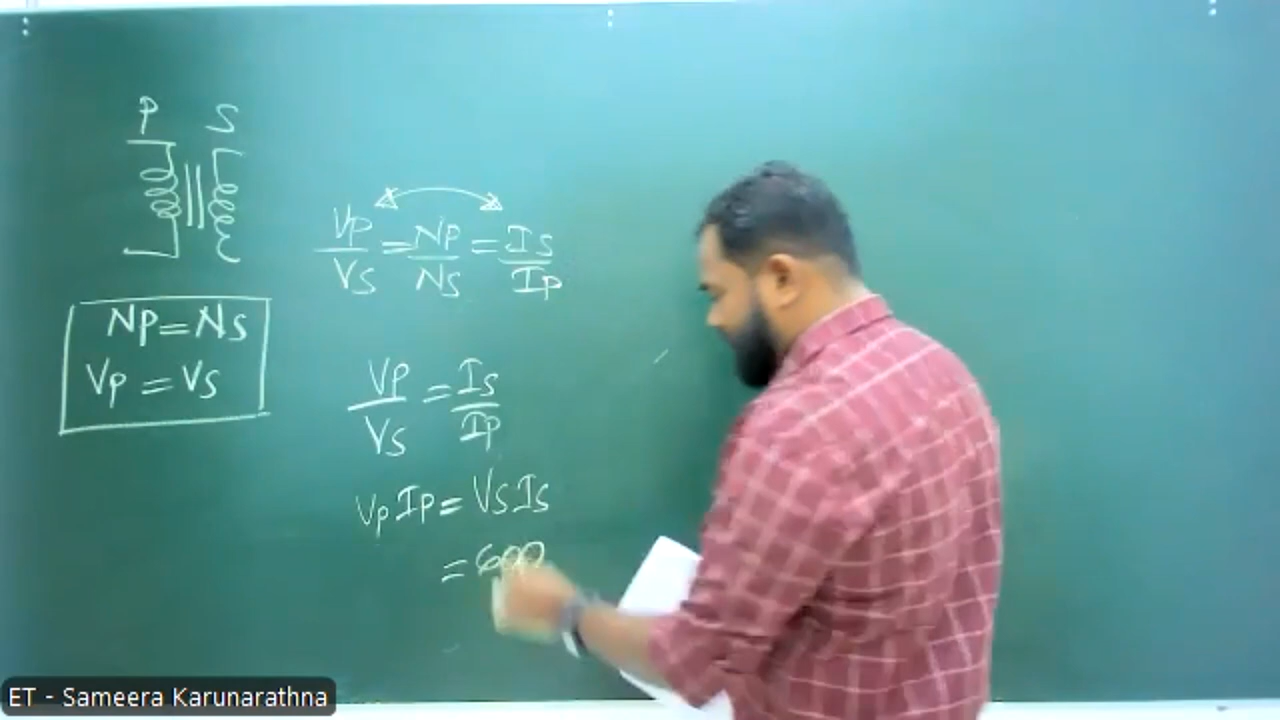 P S
NP = NS
VP = VS
VP/VS = NP/NS = IS/IP
VP/VS = IS/IP
VP IP = VS IS
= 600
ET - Sameera Karunarathna